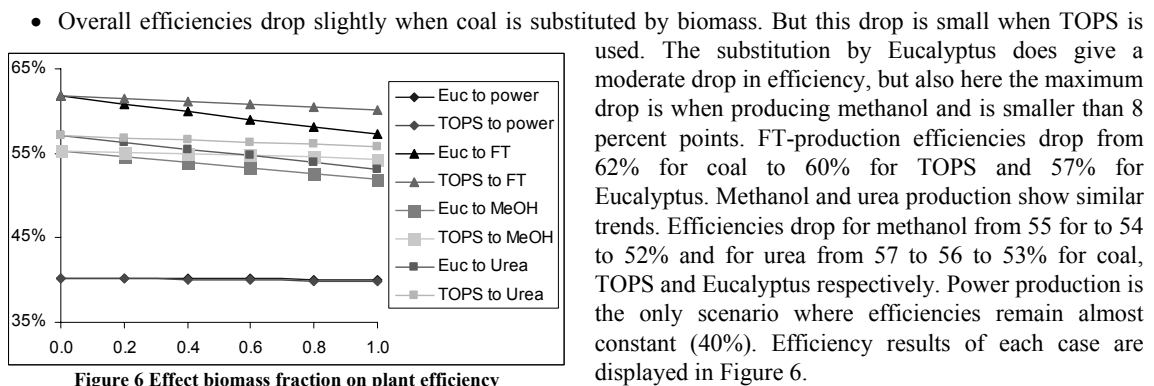 • Overall efficiencies drop slightly when coal is substituted by biomass. But this drop is small when TOPS is
used. The substitution by Eucalyptus does give a
moderate drop in efficiency, but also here the maximum
drop is when producing methanol and is smaller than 8
percent points. FT-production efficiencies drop from
62% for coal to 60% for TOPS and 57% for
Eucalyptus. Methanol and urea production show similar
trends. Efficiencies drop for methanol from 55 for to 54
to 52% and for urea from 57 to 56 to 53% for coal,
TOPS and Eucalyptus respectively. Power production is
the only scenario where efficiencies remain almost
constant (40%). Efficiency results of each case are
displayed in Figure 6.
65%
55%
45%
35%
0.0 0.2 0.4 0.6 0.8 1.0
Euc to power
TOPS to power
Euc to FT
TOPS to FT
Euc to MeOH
TOPS to MeOH
Euc to Urea
TOPS to Urea
Figure 6 Effect biomass fraction on plant efficiency